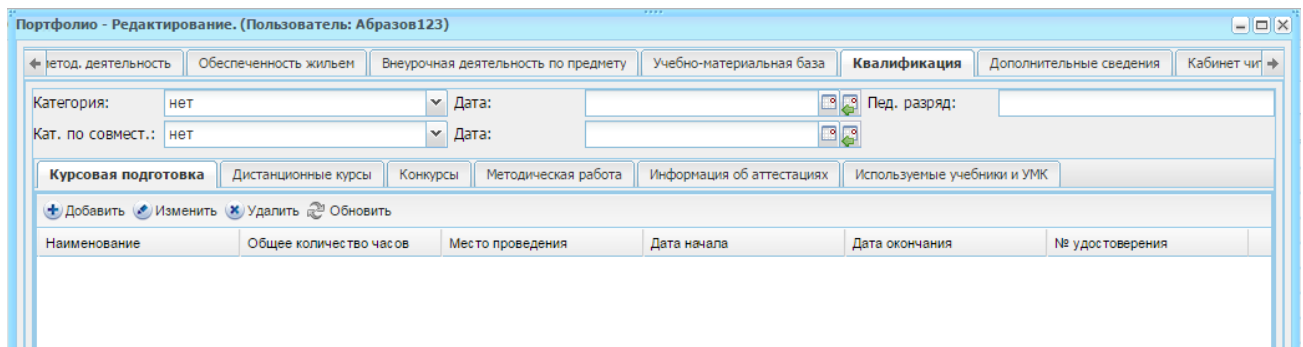 Портфолио - Редактирование. (Пользователь: Абразов123)
етод. деятельность Обеспеченность жильем Внеурочная деятельность по предмету Учебно-материальная база Квалификация Дополнительные сведения Кабинет чит
Категория: нет Дата: Пед. разряд:
Кат. по совмест.: нет Дата:
Курсовая подготовка Дистанционные курсы Конкурсы Методическая работа Информация об аттестациях Используемые учебники и УМК
Добавить Изменить Удалить Обновить
Наименование Общее количество часов Место проведения Дата начала Дата окончания № удостоверения